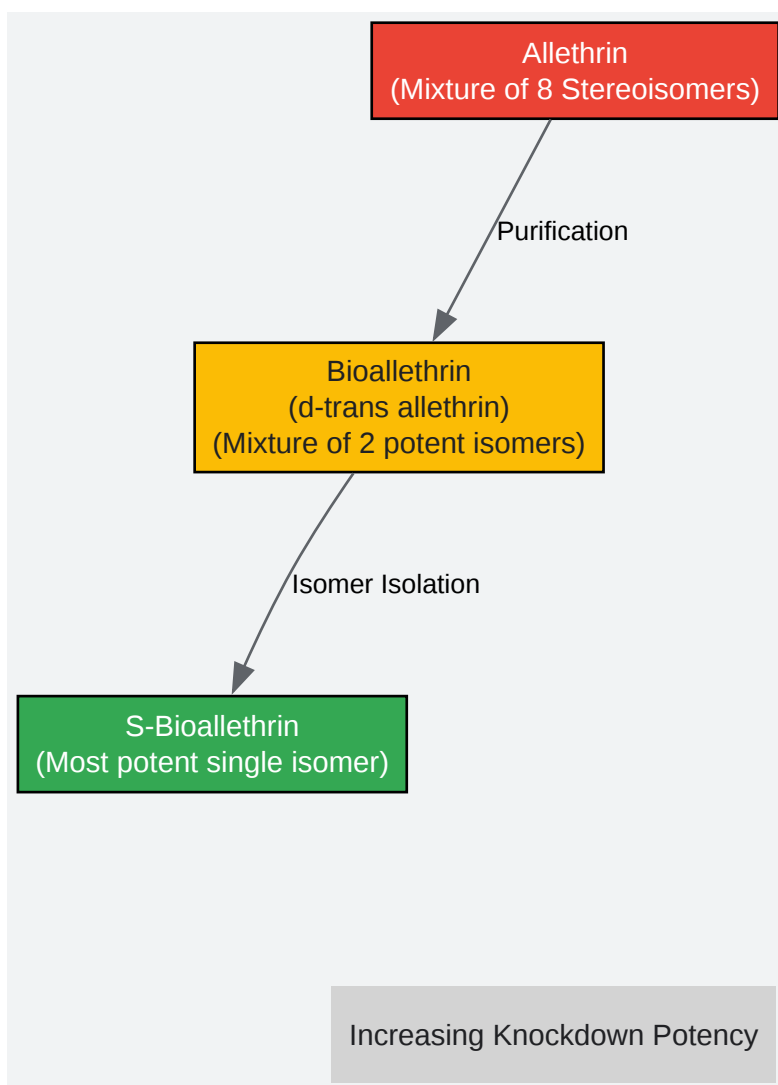 Allethrin
(Mixture of 8 Stereoisomers)
Purification
Bioallethrin
(d-trans allethrin)
(Mixture of 2 potent isomers)
Isomer Isolation
S-Bioallethrin
(Most potent single isomer)
Increasing Knockdown Potency